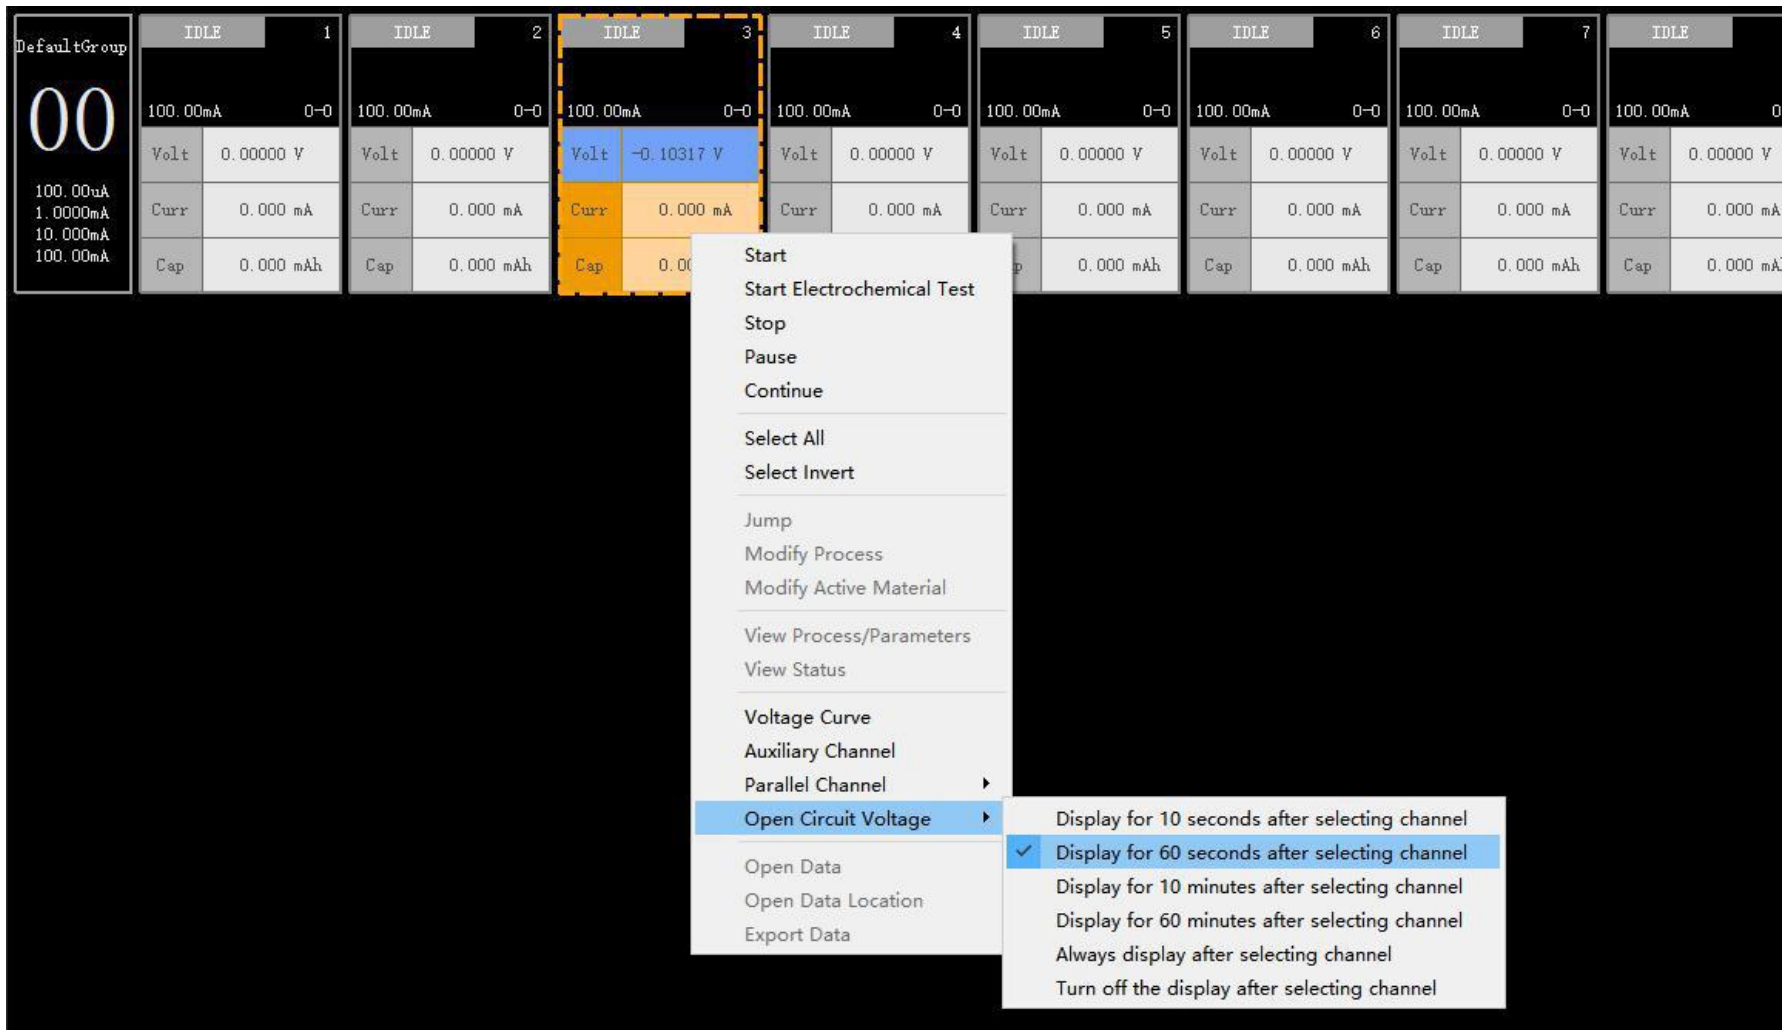 DefaultGroup
00
100.00uA
1.0000mA
10.000mA
100.00mA
IDLE 1
100.00mA 0-0
Volt 0.00000 V
Curr 0.000 mA
Cap 0.000 mAh
IDLE 2
100.00mA 0-0
Volt 0.00000 V
Curr 0.000 mA
Cap 0.000 mAh
IDLE 3
100.00mA 0-0
Volt -0.10317 V
Curr 0.000 mA
Cap
IDLE 4
100.00mA 0-0
Volt 0.00000 V
Curr 0.000 mA
IDLE 5
100.00mA 0-0
Volt 0.00000 V
Curr 0.000 mA
0.000 mAh
IDLE 6
100.00mA 0-0
Volt 0.00000 V
Curr 0.000 mA
Cap 0.000 mAh
IDLE 7
100.00mA 0-0
Volt 0.00000 V
Curr 0.000 mA
Cap 0.000 mAh
IDLE
100.00mA 0
Volt 0.00000 V
Curr 0.000 mA
Cap 0.000
Start
Start Electrochemical Test
Stop
Pause
Continue
Select All
Select Invert
Jump
Modify Process
Modify Active Material
View Process/Parameters
View Status
Voltage Curve
Auxiliary Channel
Parallel Channel
Open Circuit Voltage
Open Data
Open Data Location
Export Data
Display for 10 seconds after selecting channel
Display for 60 seconds after selecting channel
Display for 10 minutes after selecting channel
Display for 60 minutes after selecting channel
Always display after selecting channel
Turn off the display after selecting channel